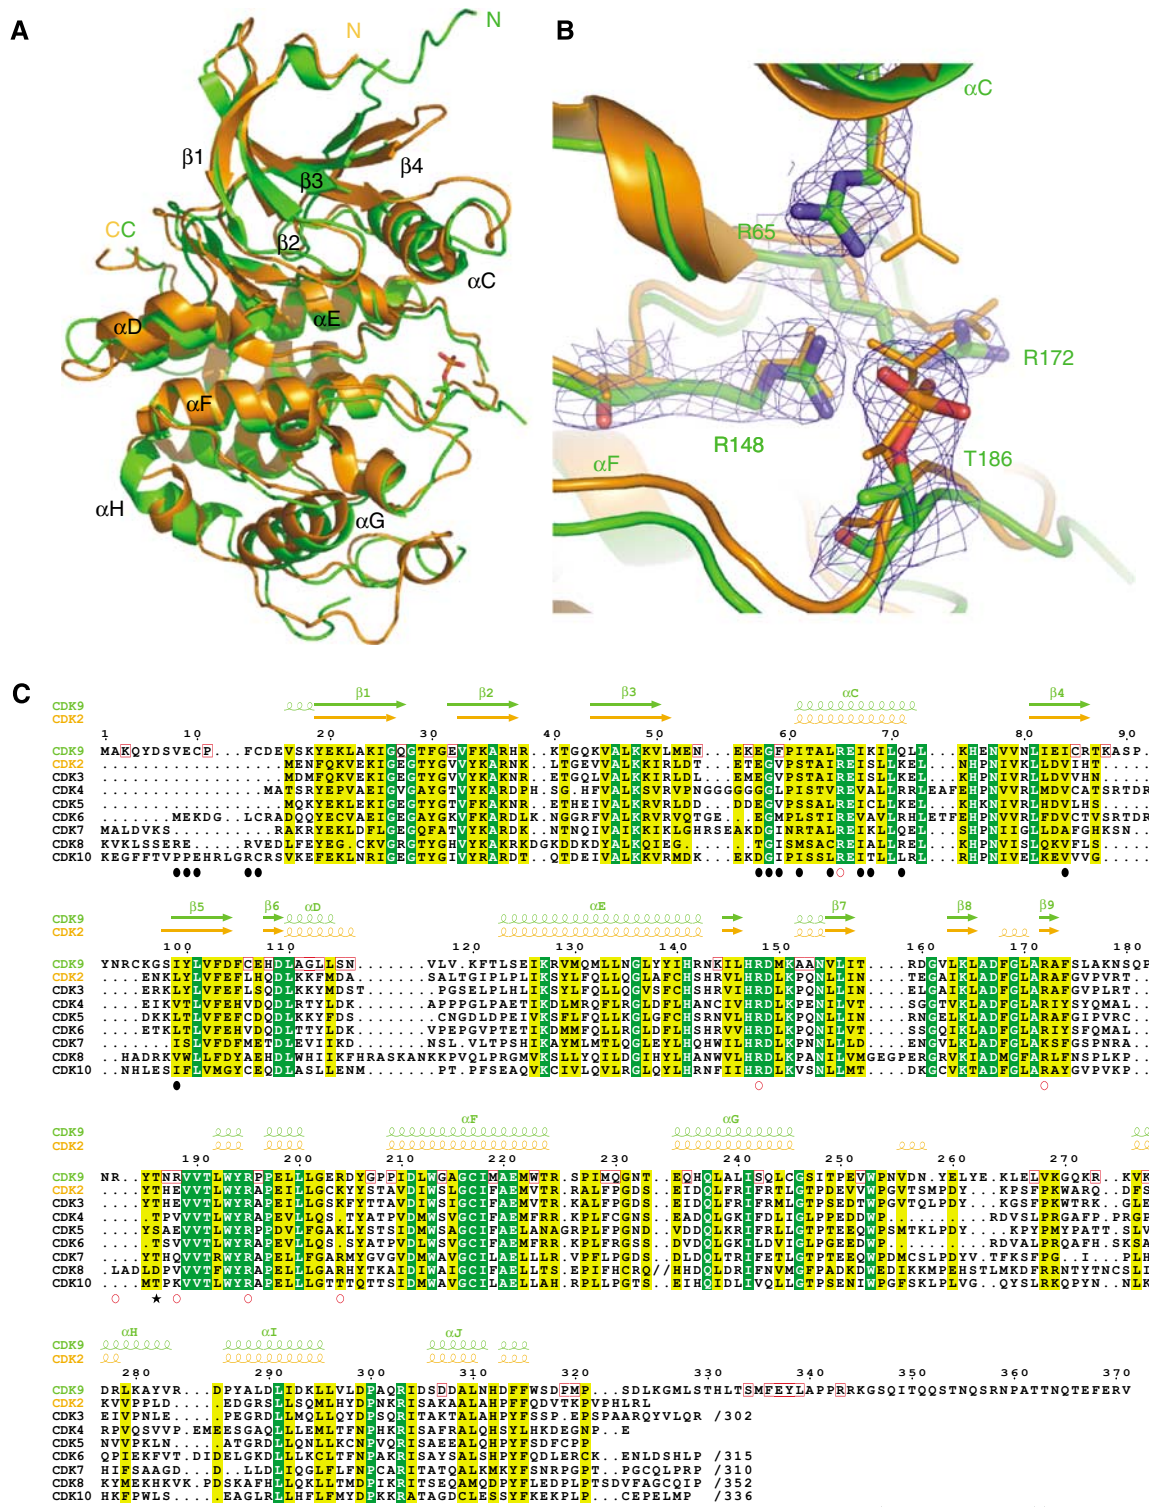 A
B
N
N
αC
β1
β4
β3
R65
CC
β2
αC
αD
αE
R172
αF
R148
αF
T186
αH
αG
C
CDK9 β1 β2 β3 αC β4
CDK2
1 10 20 30 40 50 60 70 80 90
CDK9 MAKQYDSVECP...FCDEVSKYEKLAKIGQGTFGEVFKARHR..KTGQKVALKKVLMEN...EKEGFPITALREIKILQLL...KHENVVNLIEICRTKASP.
CDK2 ..................MENFQKVEKIGEGTYGVVYKARNK..LTGEVVALKKIRLDT...ETEGVPSTAIREISLLKEL...NHPNIVKLLDVIHT.....
CDK3 ..................MDMFQKVEKIGEGTYGVVYKAKNR..ETGQLVALKKIRLDL...EMEGVPSTAIREISLLKEL...KHPNIVRLLDVVHN.....
CDK4 ................MATSRYEPVAEIGVGAYGTVYKARDPH.SG.HFVALKSVRVPNGGGGGGLPISTVREVALLRRLEAFEHPNVVRLMDVCATSRTDR
CDK5 ..................MQKYEKLEKIGEGTYGTVFKAKNR..ETHEIVALKRVRLDD...DDEGVPSSALREICLLKEL...KHKNIVRLHDVLHS.....
CDK6 .......MEKDG..LCRADQQYECVAEIGEGAYGKVFKARDLK.NGGRFVALKRVRVQTGE..EGMPLSTIREVAVLRHLETFEHPNVVRLFDVCTVSRTDR
CDK7 MALDVKS..........RAKRYEKLDFLGEGQFATVYKARDK..NTNQIVAIKKIKLGHRSEAKDGINRTALREIKLLQEL...SHPNIIGLLDAFGHKSN..
CDK8 KVKLSSERE.....RVEDLFEYEG.CKVGRGTYGHVYKAKRKDGKDDKDYALKQIEG......TGISMSACREIALLREL...KHPNVISLQKVFLS.....
CDK10 KEGFFTVPPEHRLGRCRSVKEFEKLNRIGEGTYGIVYRARDT..QTDEIVALKKVRMDK...EKDGIPISSLREITLLLRL...RHPNIVELKEVVVG.....
CDK9 β5 β6 αD αE β7 β8 β9
CDK2
100 110 120 130 140 150 160 170 180
CDK9 YNRCKGSIYLVFDFCEHDLAGLLSN.......VLV.KFTLSEIKRVMQMLLNGLYYIHRNKILHRDMKAANVLIT...RDGVLKLADFGLARAFSLAKNSQP
CDK2 ....ENKLYLVFEFLHQDLKKFMDA.......SALTGIPLPLIKSYLFQLLQGLAFCHSHRVLHRDLKPQNLLIN...TEGAIKLADFGLARAFGVPVRT..
CDK3 ....ERKLYLVFEFLSQDLKKYMDST......PGSELPLHLIKSYLFQLLQGVSFCHSHRVIHRDLKPQNLLIN...ELGAIKLADFGLARAFGVPLRT..
CDK4 ....EIKVTLVFEHVDQDLRTYLDK.......APPPGLPAETIKDLMRQFLRGLDFLHANCIVHRDLKPENILVT...SGGTVKLADFGLARIYSYQMAL..
CDK5 ....DKKLTLVFEFCDQDLKKYFDS.......CNGDLDPEIVKSFLFQLLKGLGFCHSRNVLHRDLKPQNLLIN...RNGELKLADFGLARAFGIPVRC..
CDK6 ....ETKLTLVFEHVDQDLTTYLDK.......VPEPGVPTETIKDMMFQLLRGLDFLHSHRVVHRDLKPQNILVT...SSGQIKLADFGLARIYSFQMAL..
CDK7 .......ISLVFDFMETDLEVIIKD.......NSL.VLTPSHIKAYMLMTLQGLEYLHQHWILHRDLKPNNLLLD...ENGVLKLADFGLAKSFGSPNRA..
CDK8 ..HADRKVWLLFDYAEHDLWHIIKFHRASKANKKPVQLPRGMVKSLLYQILDGIHYLHANWVLHRDLKPANILVMGEGPERGRVKIADMGFARLFNSPLKP.
CDK10 ..NHLESIFLVMGYCEQDLASLLENM......PT.PFSEAQVKCIVLQVLRGLQYLHRNFIIHRDLKVSNLLMT...DKGCVKTADFGLARAYGVPVKP..
CDK9 αF αG
CDK2
190 200 210 220 230 240 250 260 270
CDK9 NR..YTNRVVTLWYRPPELLLGERDYGPPIDLWGAGCIMAEMWTR.SPIMQGNT..EQHQLALISQLCGSITPEVWPNVDN.YELYE.KLELVKGQKR..KVK
CDK2 ....YTHEVVTLWYRAPEILLGCKYYSTAVDIWSLGCIFAEMVTR.RALFPGDS..EIDQLFRIFRTLGTPDEVVWPGVTSMPDY.KPSFPKWARQ...DFS
CDK3 ....YTHEVVTLWYRAPEILLGSKFYTTAVDIWSIGCIFAEMVTR.KALFPGDS..EIDQLFRIFRMLGTPSEDTWPGVTQLPDY.KGSFPKWTRK...GLE
CDK4 ....TPVVVTLWYRAPEVLLQS.TYATPVDMWSVGCIFAEMFRR.KPLFCGNS..EADQLGKIFDLIGLPPEDDWP.........RDVSLPRGAFP.PRGP
CDK5 ....YSAEVVTLWYRPPDVLFGAKLYSTSIDMWSAGCIFAELANAGRPLFPGNDV..DDQLKRIFRLLGTPTEEQWPSMTKLPDY.KPYPMYPATT.SLV
CDK6 ....TSVVVTLWYRAPEVLLQS.SYATPVDLWSVGCIFAEMFRR.KPLFRGSS..DVDQLGKILDVIGLPGEEDWP.........RDVALPRQAFH.SKSA
CDK7 ....YTHQVVTRWYRAPELLFGARMYGVGVDMWAVGCILAELLLR.VPFLPGDS..DLDQLTRIFETLGTPTEEQWPDMCSLPDYV.TFKSFPG..I..PLH
CDK8 LADLDPVVVTFWYRAPELLLGARHYTKAIDIWAIGCIFAELLTS.EPIFHCRQ//HHDQLDRIFNVMGFPADKDWEDIKKMPEHSTLMKDFRRNTYTNCSLI
CDK10 ....MTPKVVTLWYRAPELLLGTTTQTTSIDMWAVGCILAELLAH.RPLLPGTS..EIHQIDLIVQLLGTPSENIWPGFSKLPLVG..QYSLRKQPYN..NLK
CDK9 αH αI αJ
CDK2
280 290 300 310 320 330 340 350 360 370
CDK9 DRLKAYVR...DPYALDLIDKLLVLDPAQRIDSDDALNHDFFWSDPMP...SDLKGMLSTHLTSMFEYLAPPRRKGSQITQQSTNQSRNPATTNQTEFERV
CDK2 KVVPPLD....EDGRSLLSQMLHYDPNKRISAKAALAHPFFQDVTKPVPHLRL
CDK3 EIVPNLE....PEGRDLLMQLLQYDPSQRITAKTALAHPYFSSPEPSPAARQYVLQR /302
CDK4 RPVQSVVP.EMEESGAQLLLEMLTFNPHKRISAFRALQHSYLHKDEGNP..E
CDK5 NVVPKLN....ATGRDLLQNLLKCNPVQRISAEEALQHPYFSDFCPP
CDK6 QPIEKFVT.DIDELGKDLLLKCLTFNPAKRISAYSALSHPYFQDLERCK..ENLDSHLP /315
CDK7 HIFSAAGD...D..LLDLIQGLFLFNPCARITATQALKMKYFSNRPGPT..PGCQLPRP /310
CDK8 KYMEKHKVK.PDSKAFHLLQKLLTMDPIKRITSEQAMQDPYFLEDPLPTSDVFAGCQIP /352
CDK10 HKFPWLS....EAGLRLLHFLFMYDPKKRATAGDCLESSYFKEKPLP...CEPELMP /336